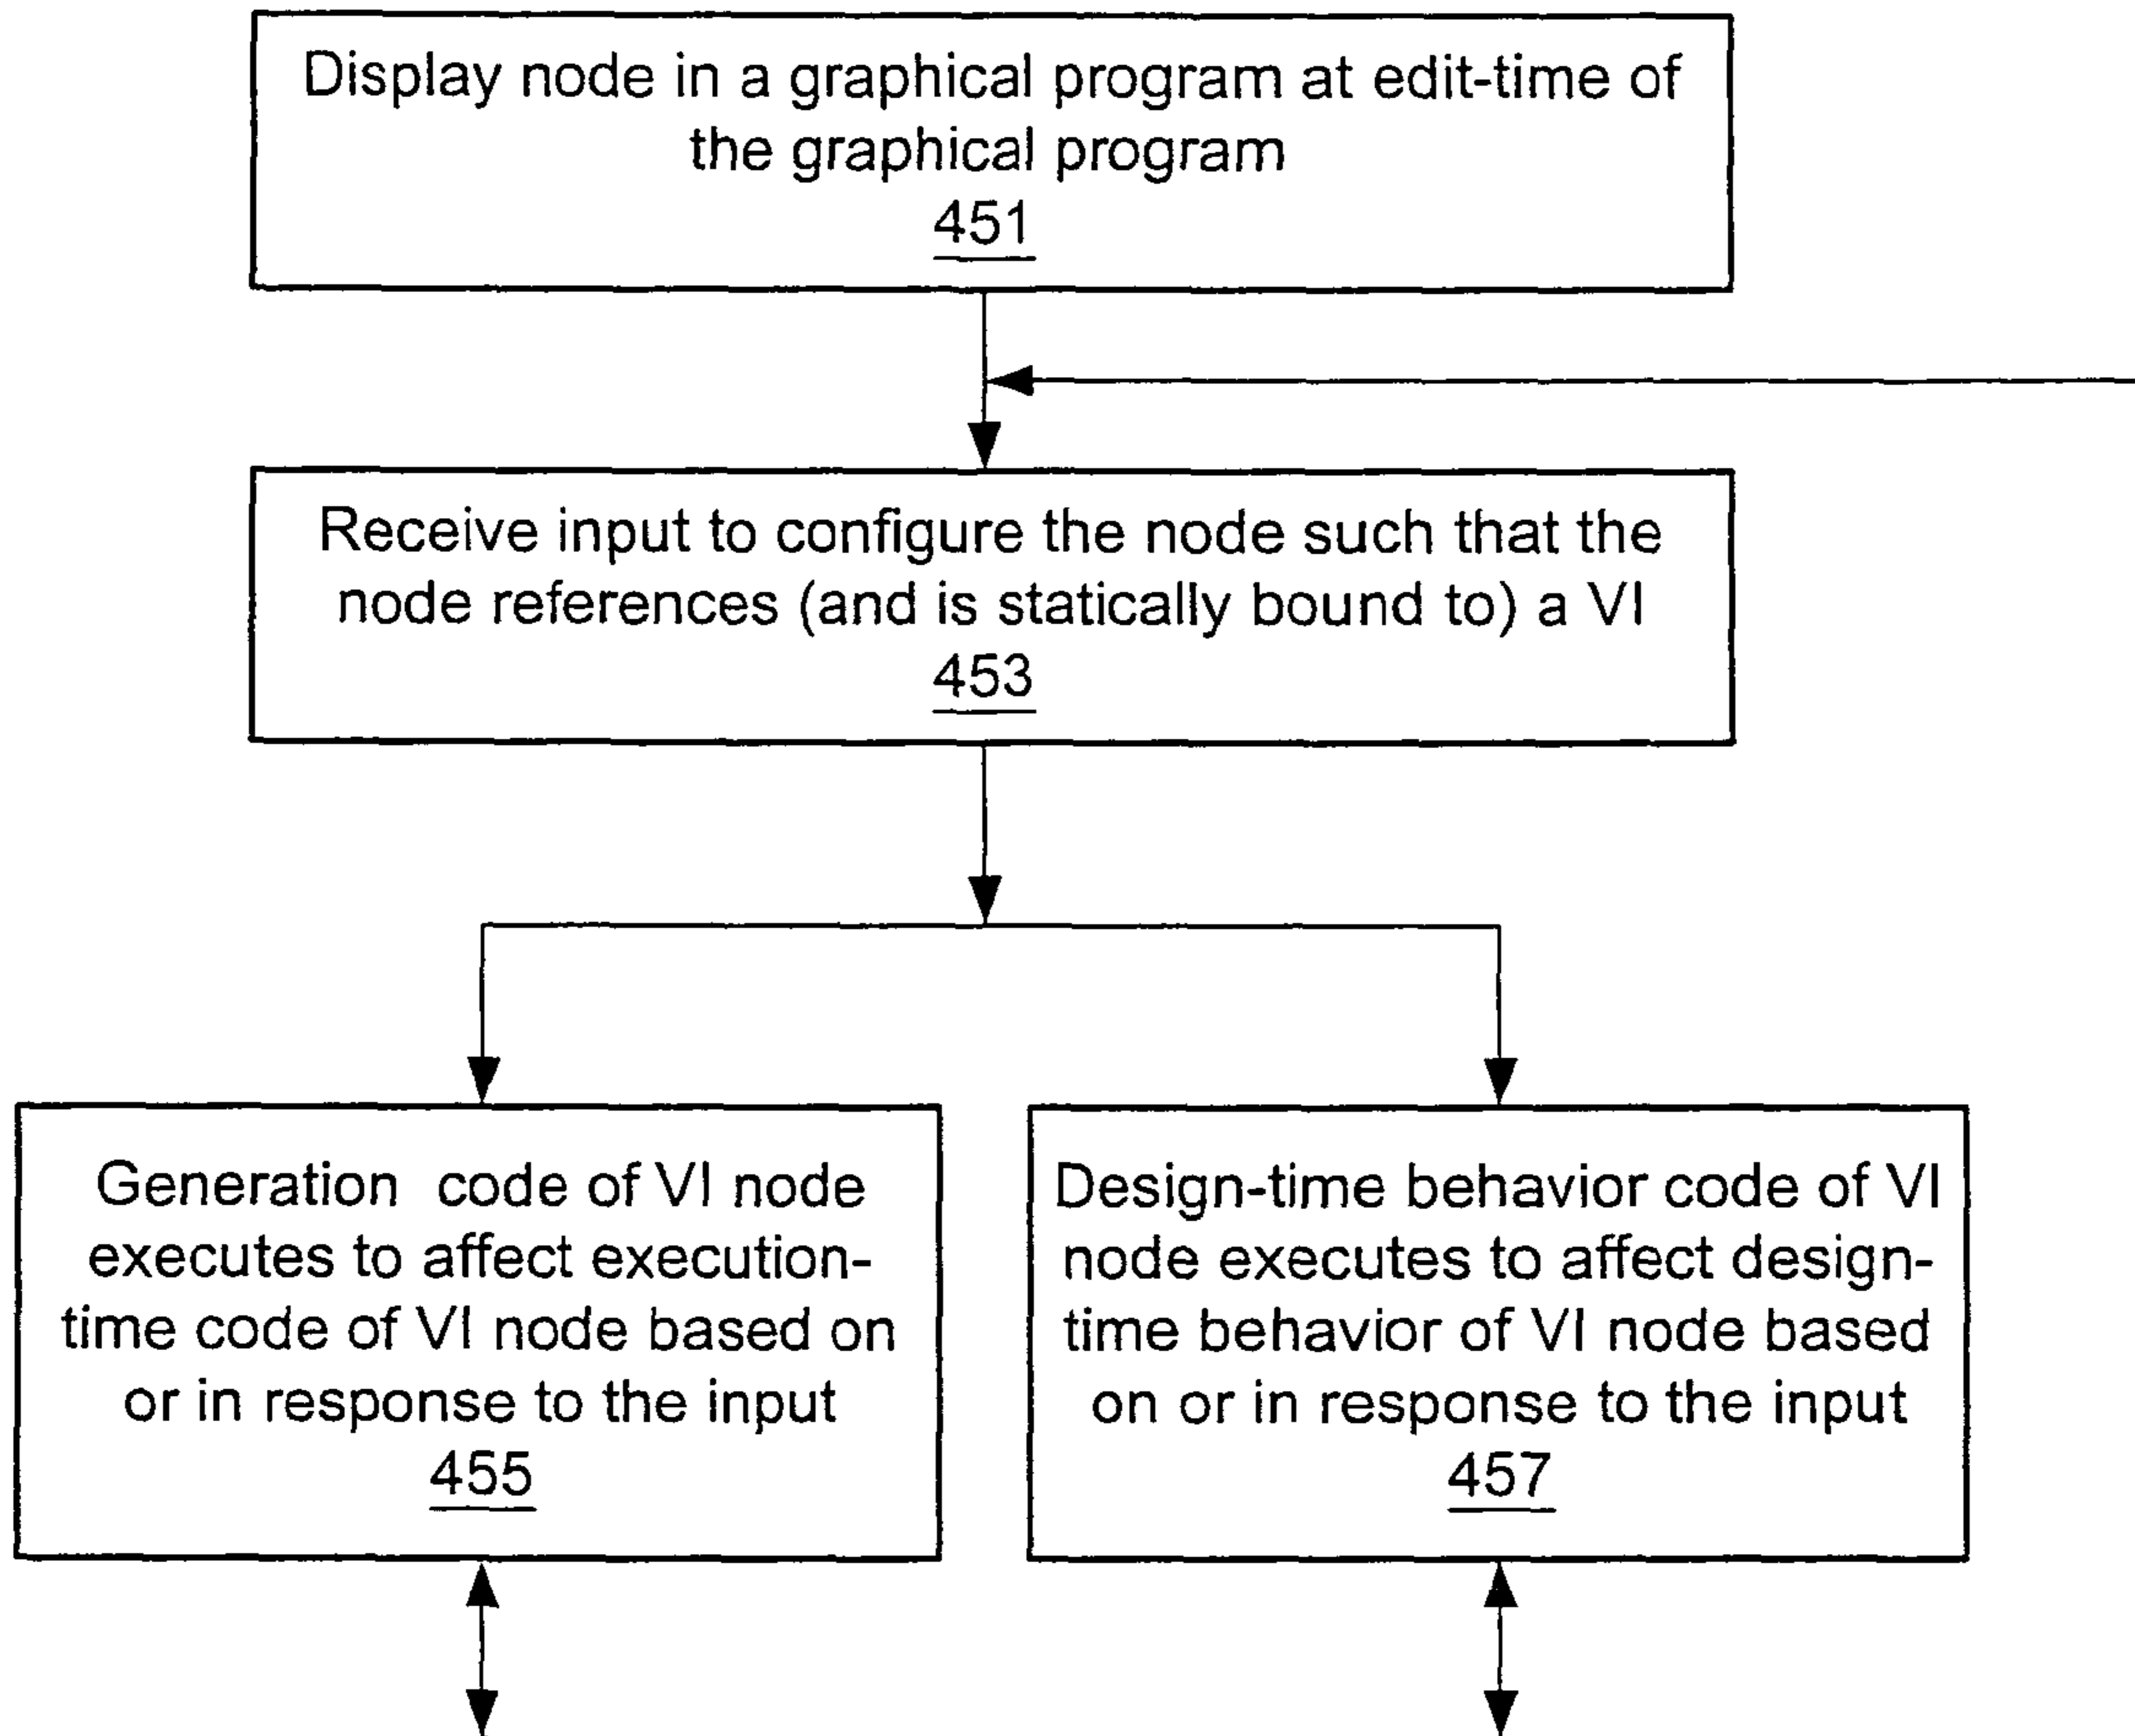 Display node in a graphical program at edit-time of
the graphical program
451
Receive input to configure the node such that the
node references (and is statically bound to) a VI
453
Generation code of VI node
executes to affect execution-
time code of VI node based on
or in response to the input
455
Design-time behavior code of VI
node executes to affect design-
time behavior of VI node based
on or in response to the input
457